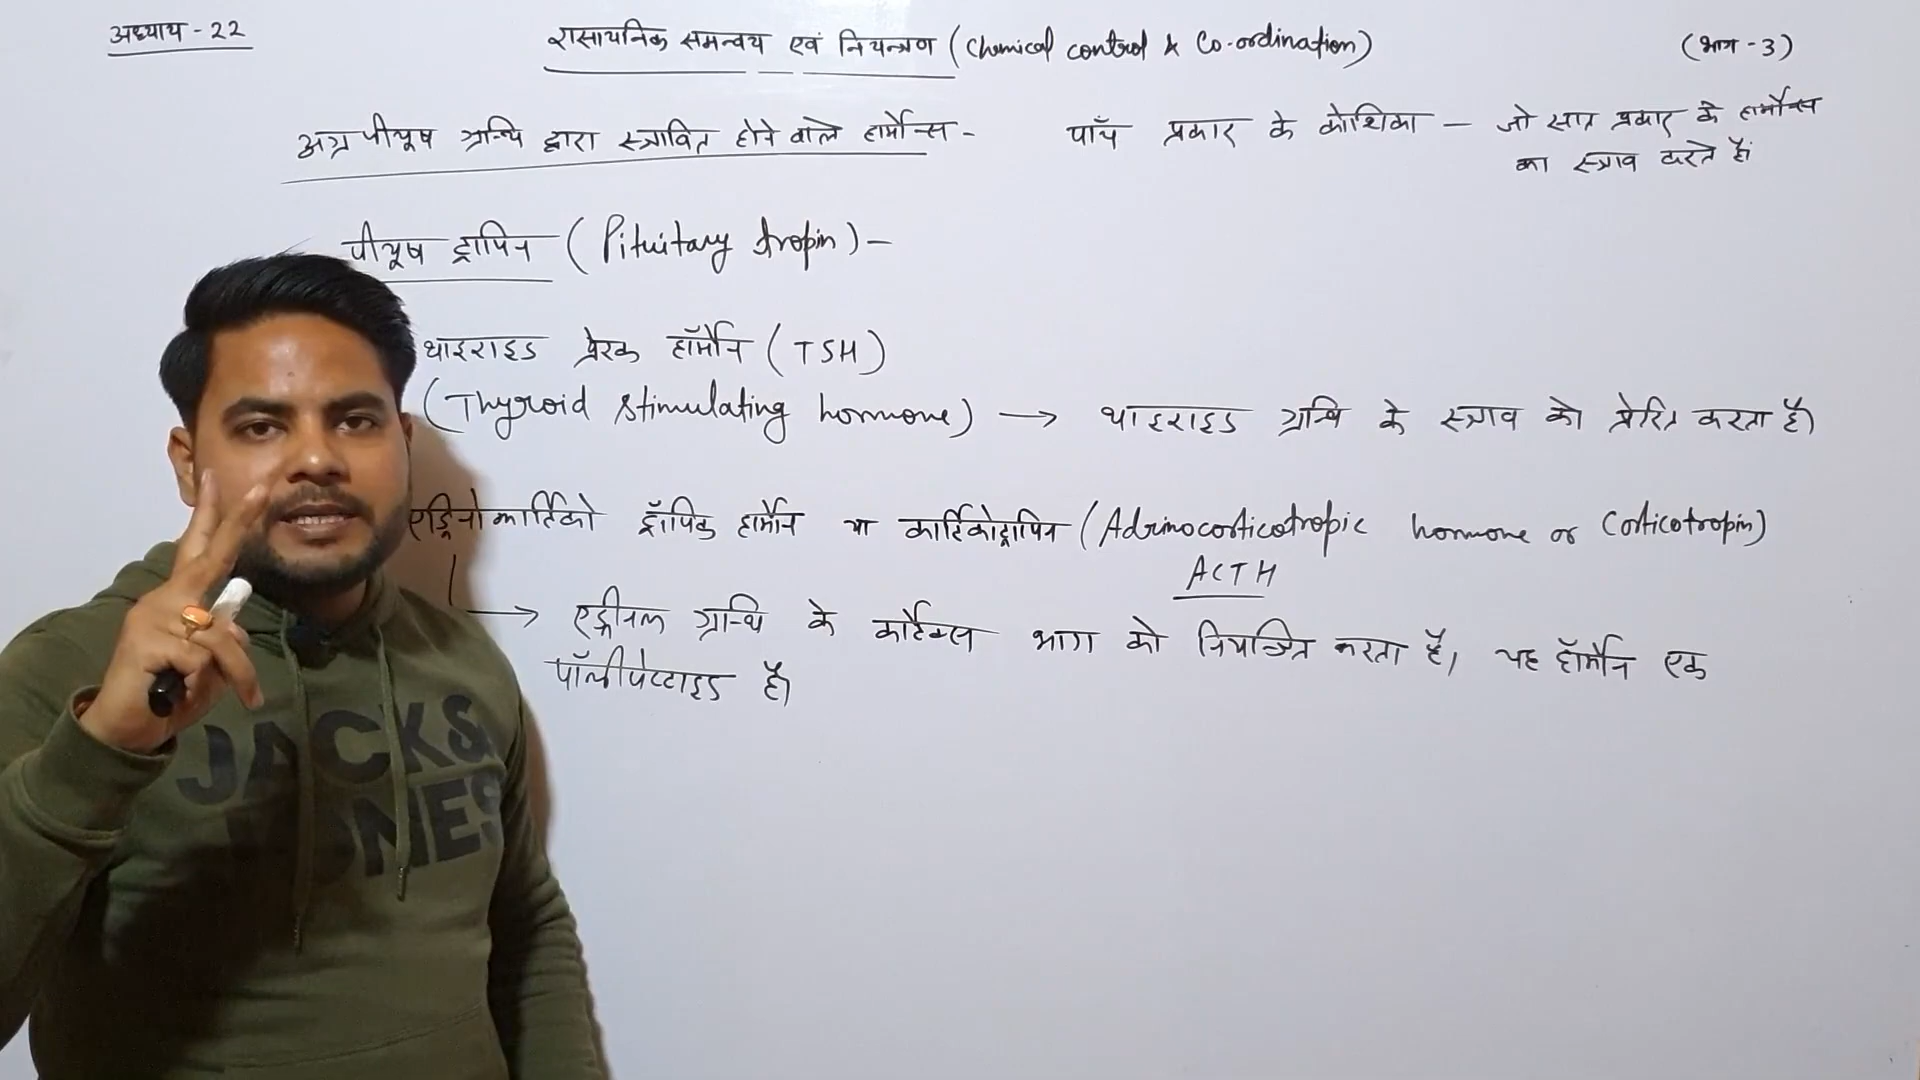 अध्याय - 22
रासायनिक समन्वय एवं नियन्त्रण (Chemical control & Co-ordination)
(भाग - 3)
अग्र पीयूष ग्रन्थि द्वारा स्त्रावित होने वाले हार्मोन्स -
पाँच प्रकार के कोशिका — जो सात प्रकार के हार्मोन्स
का स्त्राव करते हैं।
पीयूष ट्रापिन (Pituitary tropin) —
थाइराइड प्रेरक हॉर्मोन (TSH)
(Thyroid stimulating hormone) → थाइराइड ग्रन्थि के स्त्राव को प्रेरित करता है।
एड्रिनोकार्टिको ट्रॉपिक हार्मोन या कार्टिकोट्रापिन (Adrinocorticotropic hormone or Corticotropin)
ACTH
→ एड्रीनल ग्रन्थि के कार्टेक्स भाग को नियन्त्रित करता है, यह हॉर्मोन एक
पॉलीपेप्टाइड है।
JACK &
JONES